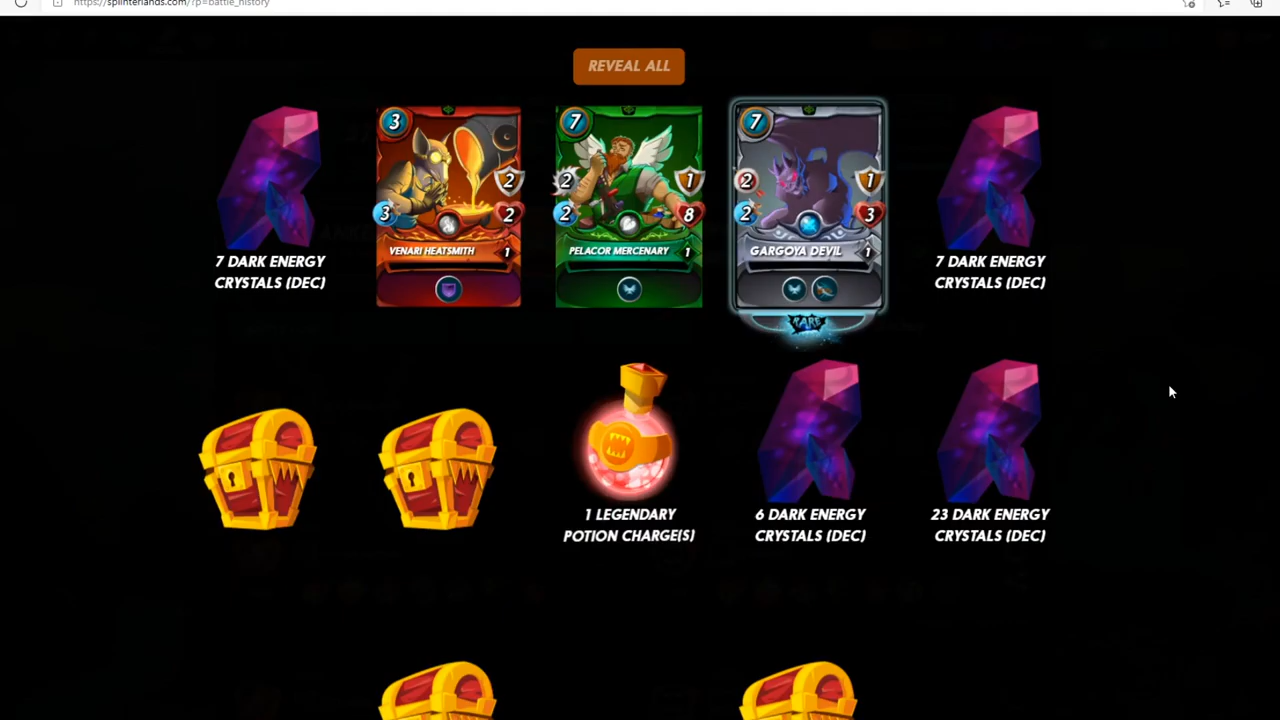 https://splinterlands.com/?p=battle_history
REVEAL ALL
7 DARK ENERGY
CRYSTALS (DEC)
3
2
3
2
VENARI HEATSMITH 1
7
2
1
2
8
PELACOR MERCENARY 1
7
2
1
2
3
GARGOYA DEVIL 1
RARE
7 DARK ENERGY
CRYSTALS (DEC)
1 LEGENDARY
POTION CHARGE(S)
6 DARK ENERGY
CRYSTALS (DEC)
23 DARK ENERGY
CRYSTALS (DEC)